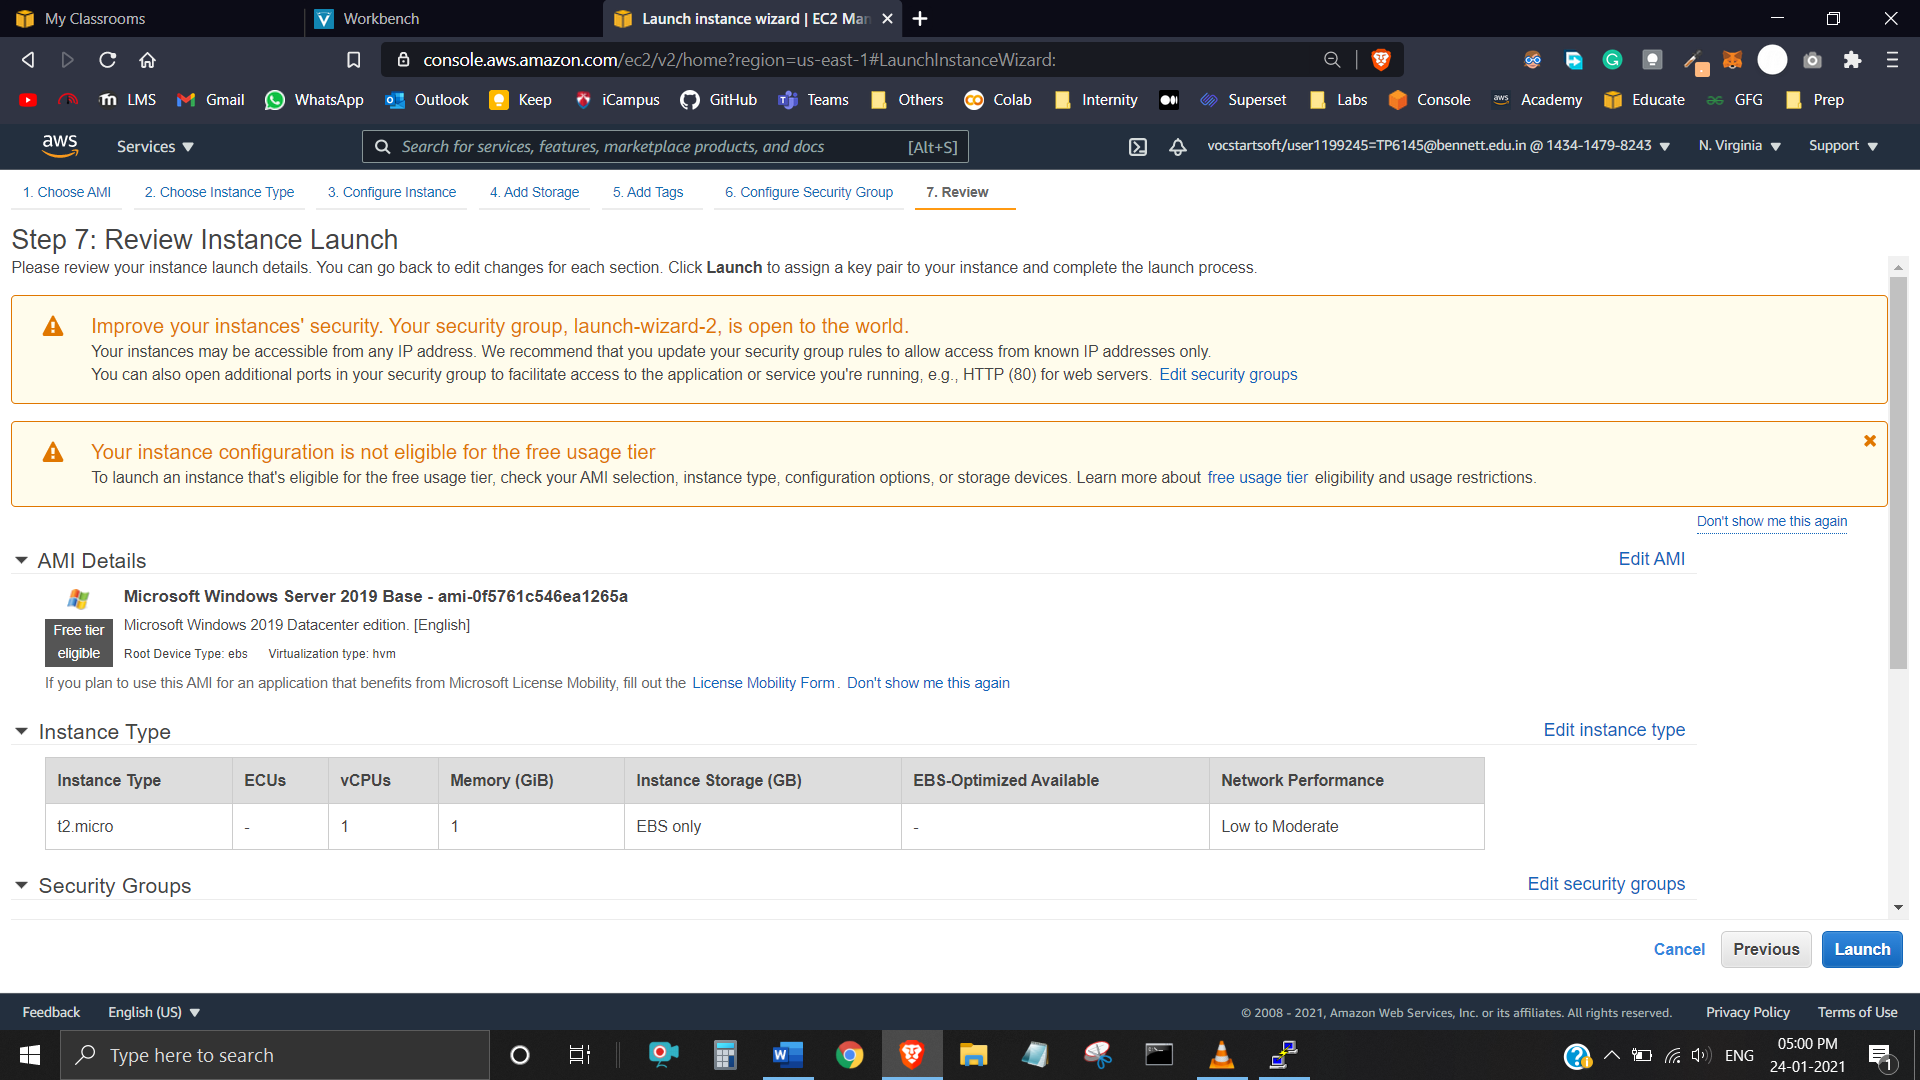 My Classrooms
Workbench
Launch instance wizard | EC2 Man
console.aws.amazon.com/ec2/v2/home?region=us-east-1#LaunchInstanceWizard:
LMS
Gmail
WhatsApp
Outlook
Keep
iCampus
GitHub
Teams
Others
Colab
Internity
Superset
Labs
Console
aws
Academy
Educate
GFG
Prep
aws
Services
Search for services, features, marketplace products, and docs
[Alt+S]
vocstartsoft/user1199245=TP6145@bennett.edu.in @ 1434-1479-8243
N. Virginia
Support
1. Choose AMI
2. Choose Instance Type
3. Configure Instance
4. Add Storage
5. Add Tags
6. Configure Security Group
7. Review
Step 7: Review Instance Launch
Please review your instance launch details. You can go back to edit changes for each section. Click Launch to assign a key pair to your instance and complete the launch process.
Improve your instances' security. Your security group, launch-wizard-2, is open to the world.
Your instances may be accessible from any IP address. We recommend that you update your security group rules to allow access from known IP addresses only.
You can also open additional ports in your security group to facilitate access to the application or service you're running, e.g., HTTP (80) for web servers. Edit security groups
Your instance configuration is not eligible for the free usage tier
To launch an instance that's eligible for the free usage tier, check your AMI selection, instance type, configuration options, or storage devices. Learn more about free usage tier eligibility and usage restrictions.
Don't show me this again
AMI Details
Edit AMI
Microsoft Windows Server 2019 Base - ami-0f5761c546ea1265a
Free tier
eligible
Microsoft Windows 2019 Datacenter edition. [English]
Root Device Type: ebs
Virtualization type: hvm
If you plan to use this AMI for an application that benefits from Microsoft License Mobility, fill out the License Mobility Form. Don't show me this again
Instance Type
Edit instance type
Instance Type
ECUs
vCPUs
Memory (GiB)
Instance Storage (GB)
EBS-Optimized Available
Network Performance
t2.micro
-
1
1
EBS only
-
Low to Moderate
Security Groups
Edit security groups
Cancel
Previous
Launch
Feedback
English (US)
© 2008 - 2021, Amazon Web Services, Inc. or its affiliates. All rights reserved.
Privacy Policy
Terms of Use
Type here to search
ENG
05:00 PM
24-01-2021
1